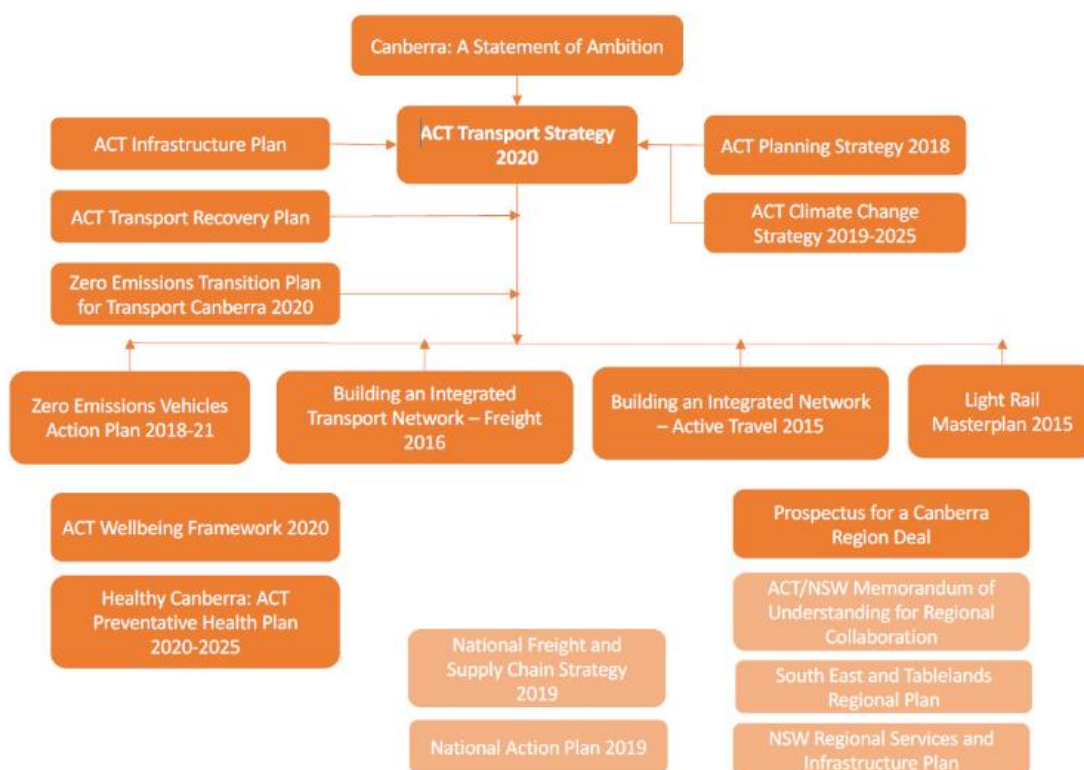 Canberra: A Statement of Ambition
ACT Infrastructure Plan
ACT Transport Strategy
2020
ACT Planning Strategy 2018
ACT Transport Recovery Plan
ACT Climate Change
Strategy 2019-2025
Zero Emissions Transition Plan
for Transport Canberra 2020
Zero Emissions Vehicles
Action Plan 2018-21
Building an Integrated
Transport Network – Freight
2016
Building an Integrated Network
– Active Travel 2015
Light Rail
Masterplan 2015
ACT Wellbeing Framework 2020
Healthy Canberra: ACT
Preventative Health Plan
2020-2025
National Freight and
Supply Chain Strategy
2019
National Action Plan 2019
Prospectus for a Canberra
Region Deal
ACT/NSW Memorandum of
Understanding for Regional
Collaboration
South East and Tablelands
Regional Plan
NSW Regional Services and
Infrastructure Plan